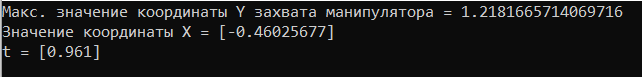 Макс. значение координаты Y захвата манипулятора = 1.2181665714069716
Значение координаты X = [-0.46025677]
t = [0.961]